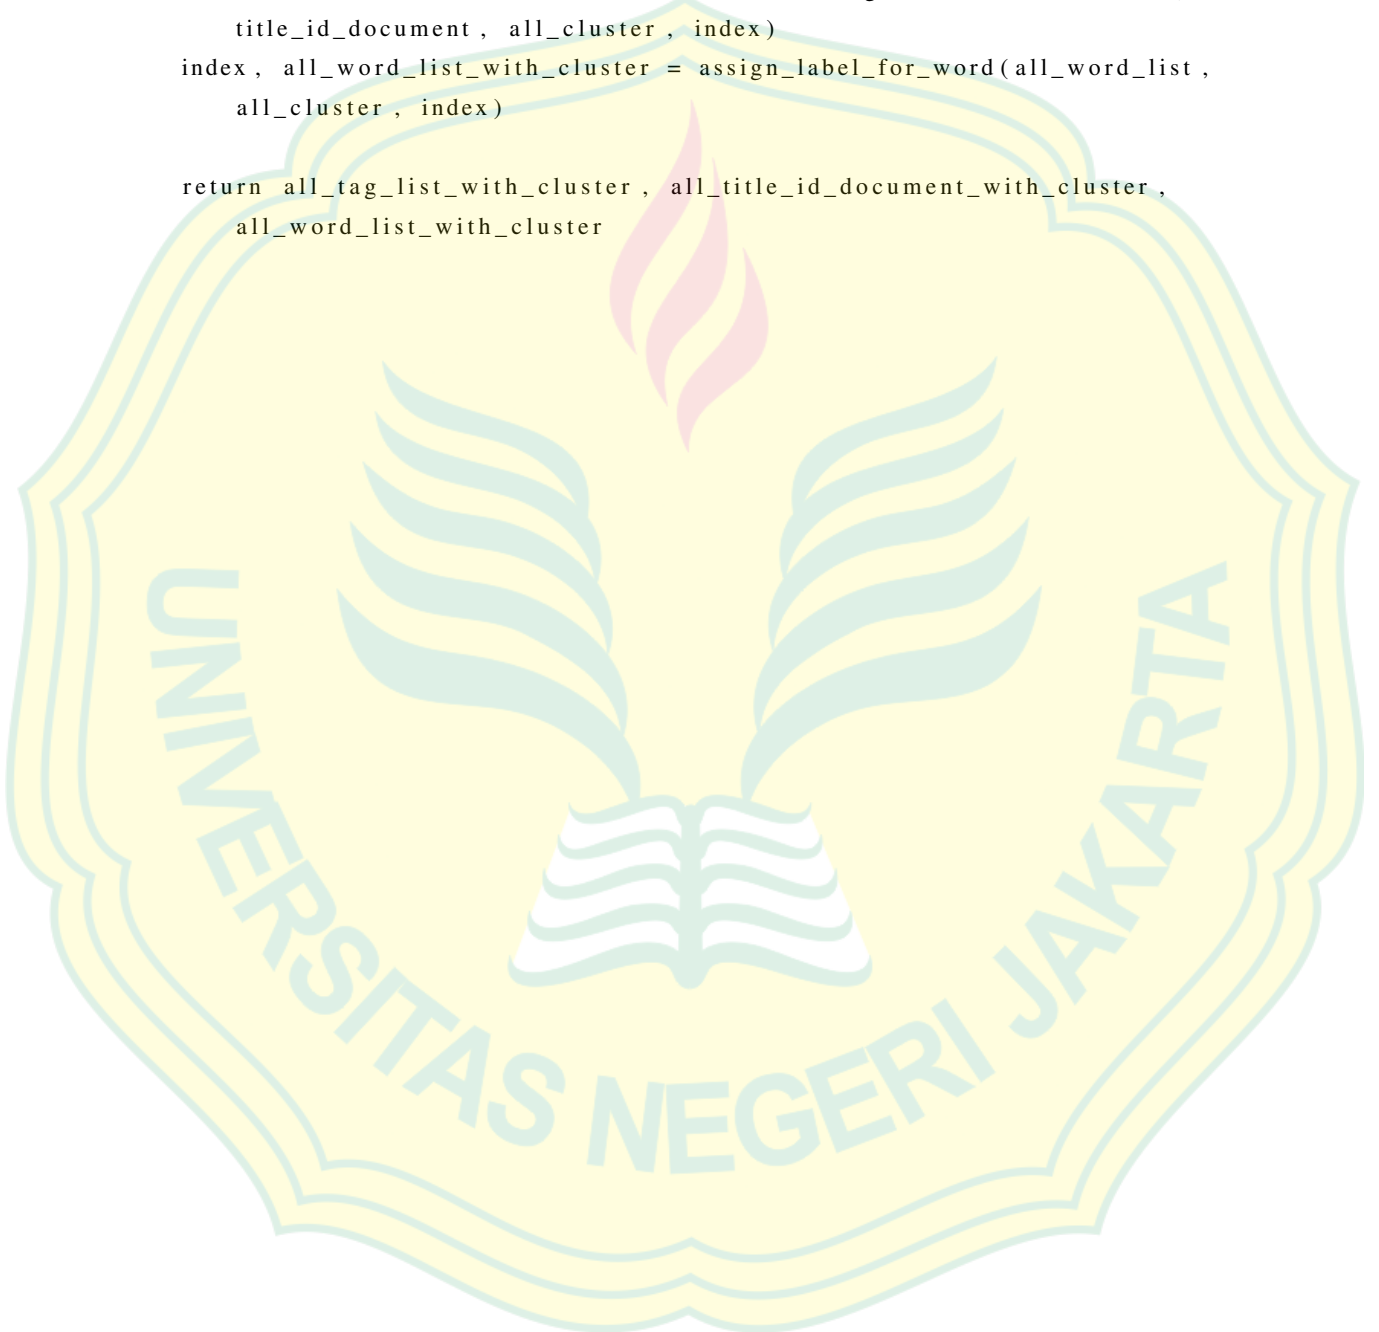 title_id_document , all_cluster , index )
index , all_word_list_with_cluster = assign_label_for_word ( all_word_list ,
all_cluster , index )
return all_tag_list_with_cluster , all_title_id_document_with_cluster ,
all_word_list_with_cluster
UNIVERSITAS NEGERI JAKARTA